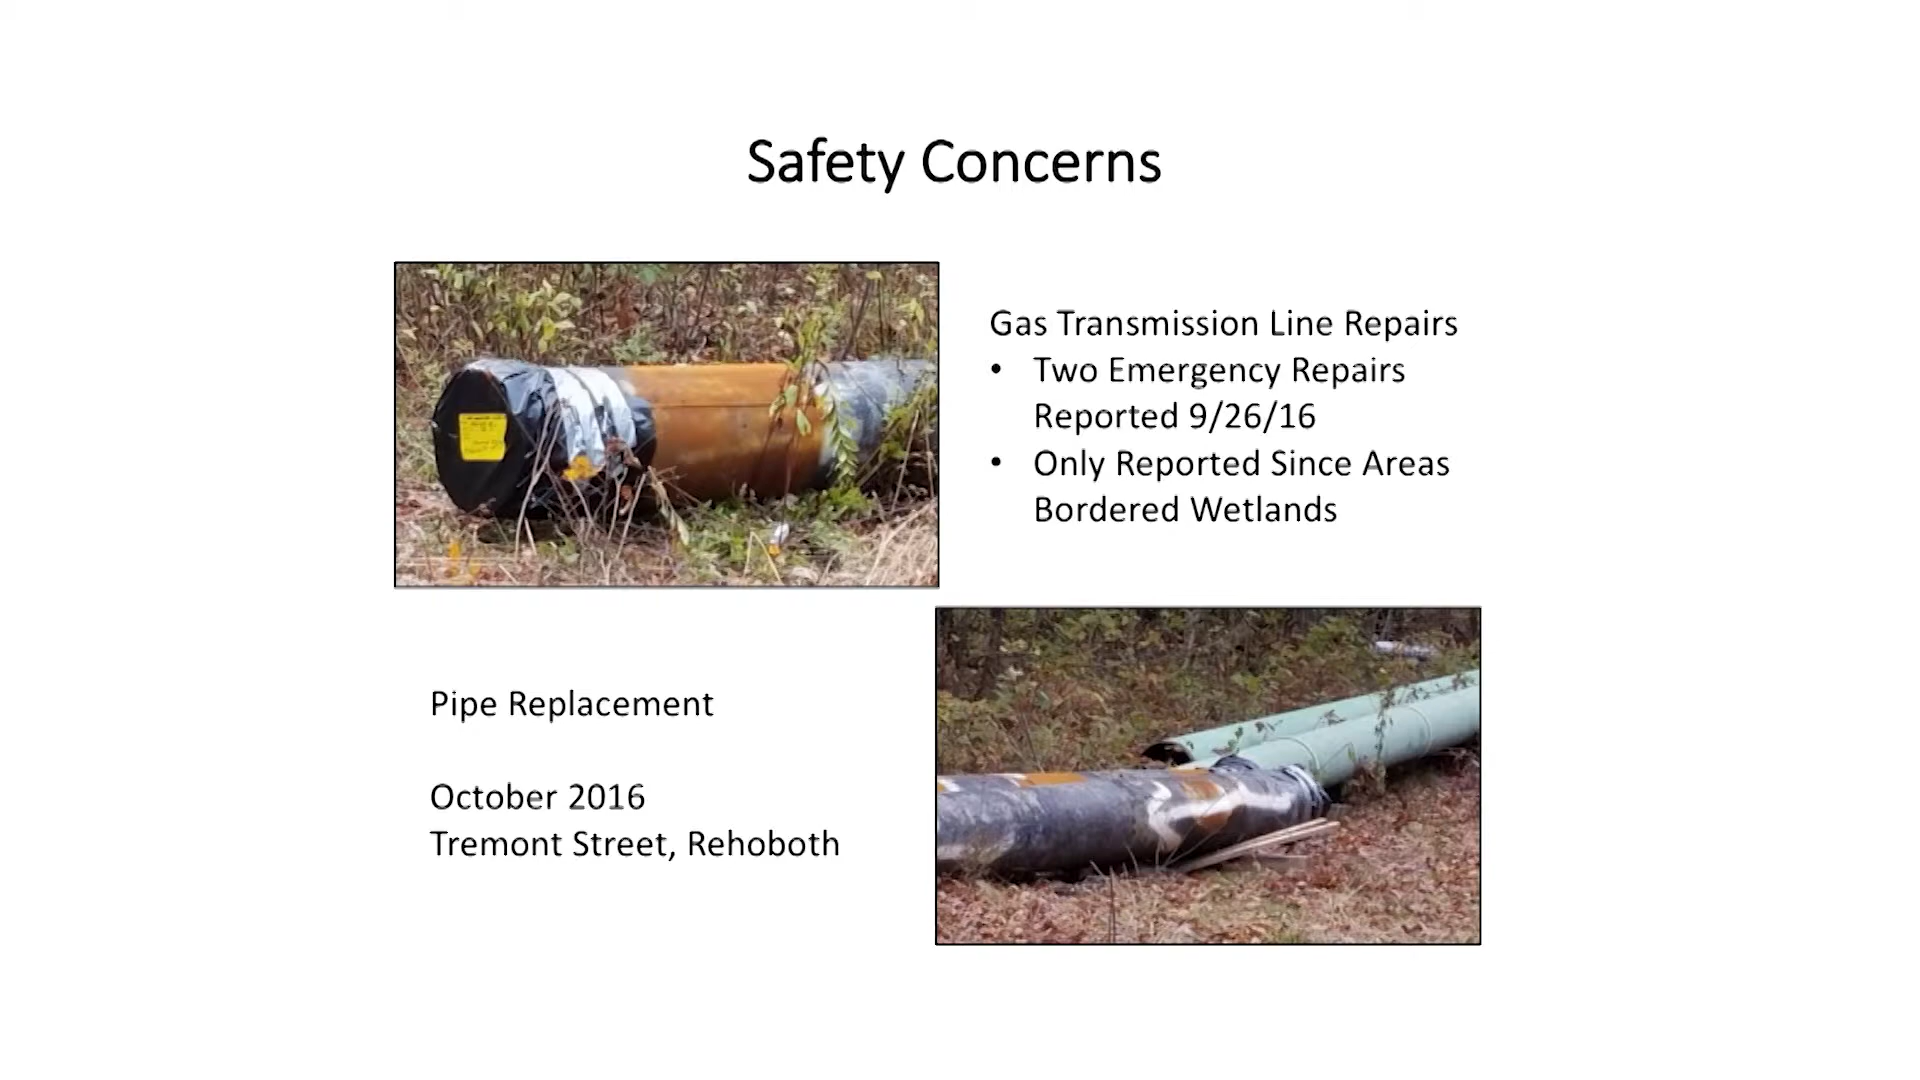 Safety Concerns
Gas Transmission Line Repairs
• Two Emergency Repairs
Reported 9/26/16
• Only Reported Since Areas
Bordered Wetlands
Pipe Replacement
October 2016
Tremont Street, Rehoboth